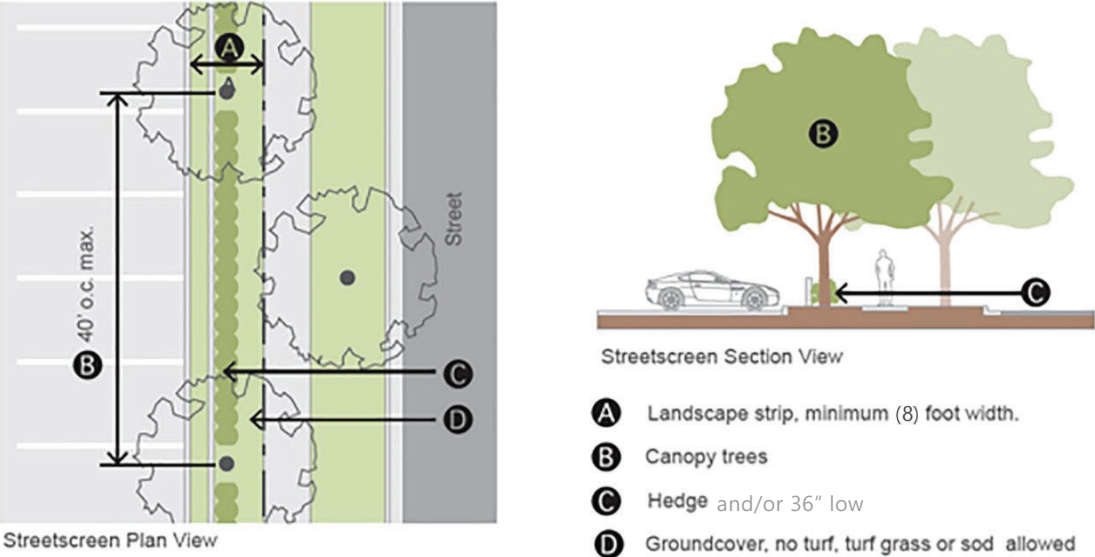 A
B 40' o.c. max.
Street
C
D
Streetscreen Plan View
B
C
Streetscreen Section View
A Landscape strip, minimum (8) foot width.
B Canopy trees
C Hedge and/or 36" low
D Groundcover, no turf, turf grass or sod allowed